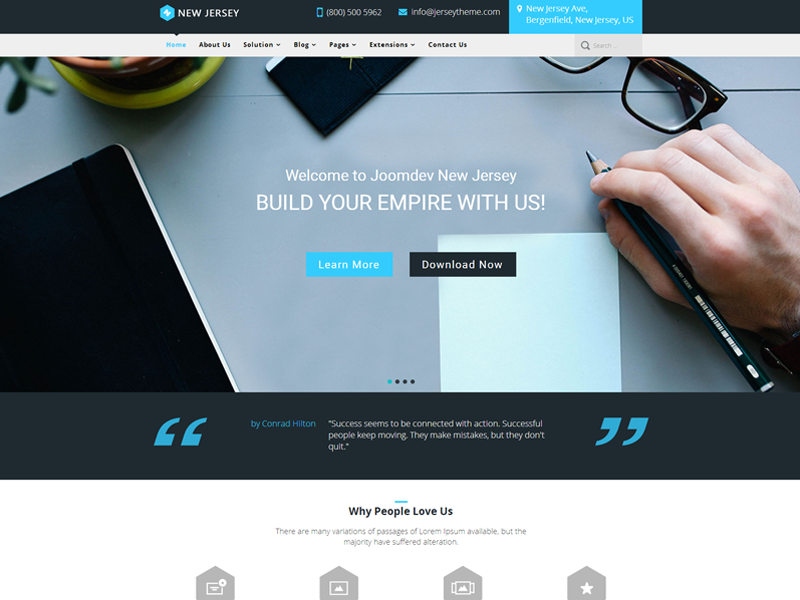 NEW JERSEY
(800) 500 5962
info@jerseytheme.com
New Jersey Ave,
Bergenfield, New Jersey, US
Home About Us Solution Blog Pages Extensions Contact Us
Search...
Welcome to Joomdev New Jersey
BUILD YOUR EMPIRE WITH US!
Learn More Download Now
by Conrad Hilton
"Success seems to be connected with action. Successful
people keep moving. They make mistakes, but they don't
quit."
Why People Love Us
There are many variations of passages of Lorem Ipsum available, but the
majority have suffered alteration.